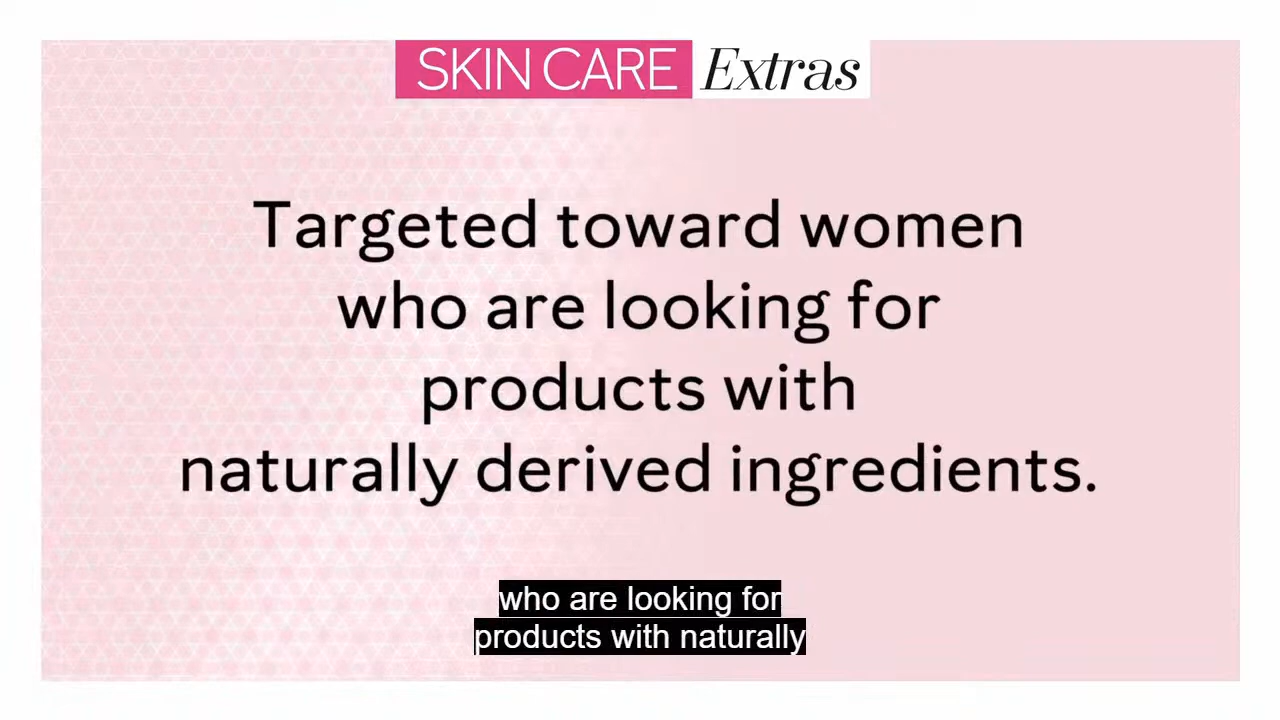 SKIN CARE Extras
Targeted toward women
who are looking for
products with
naturally derived ingredients.
who are looking for
products with naturally